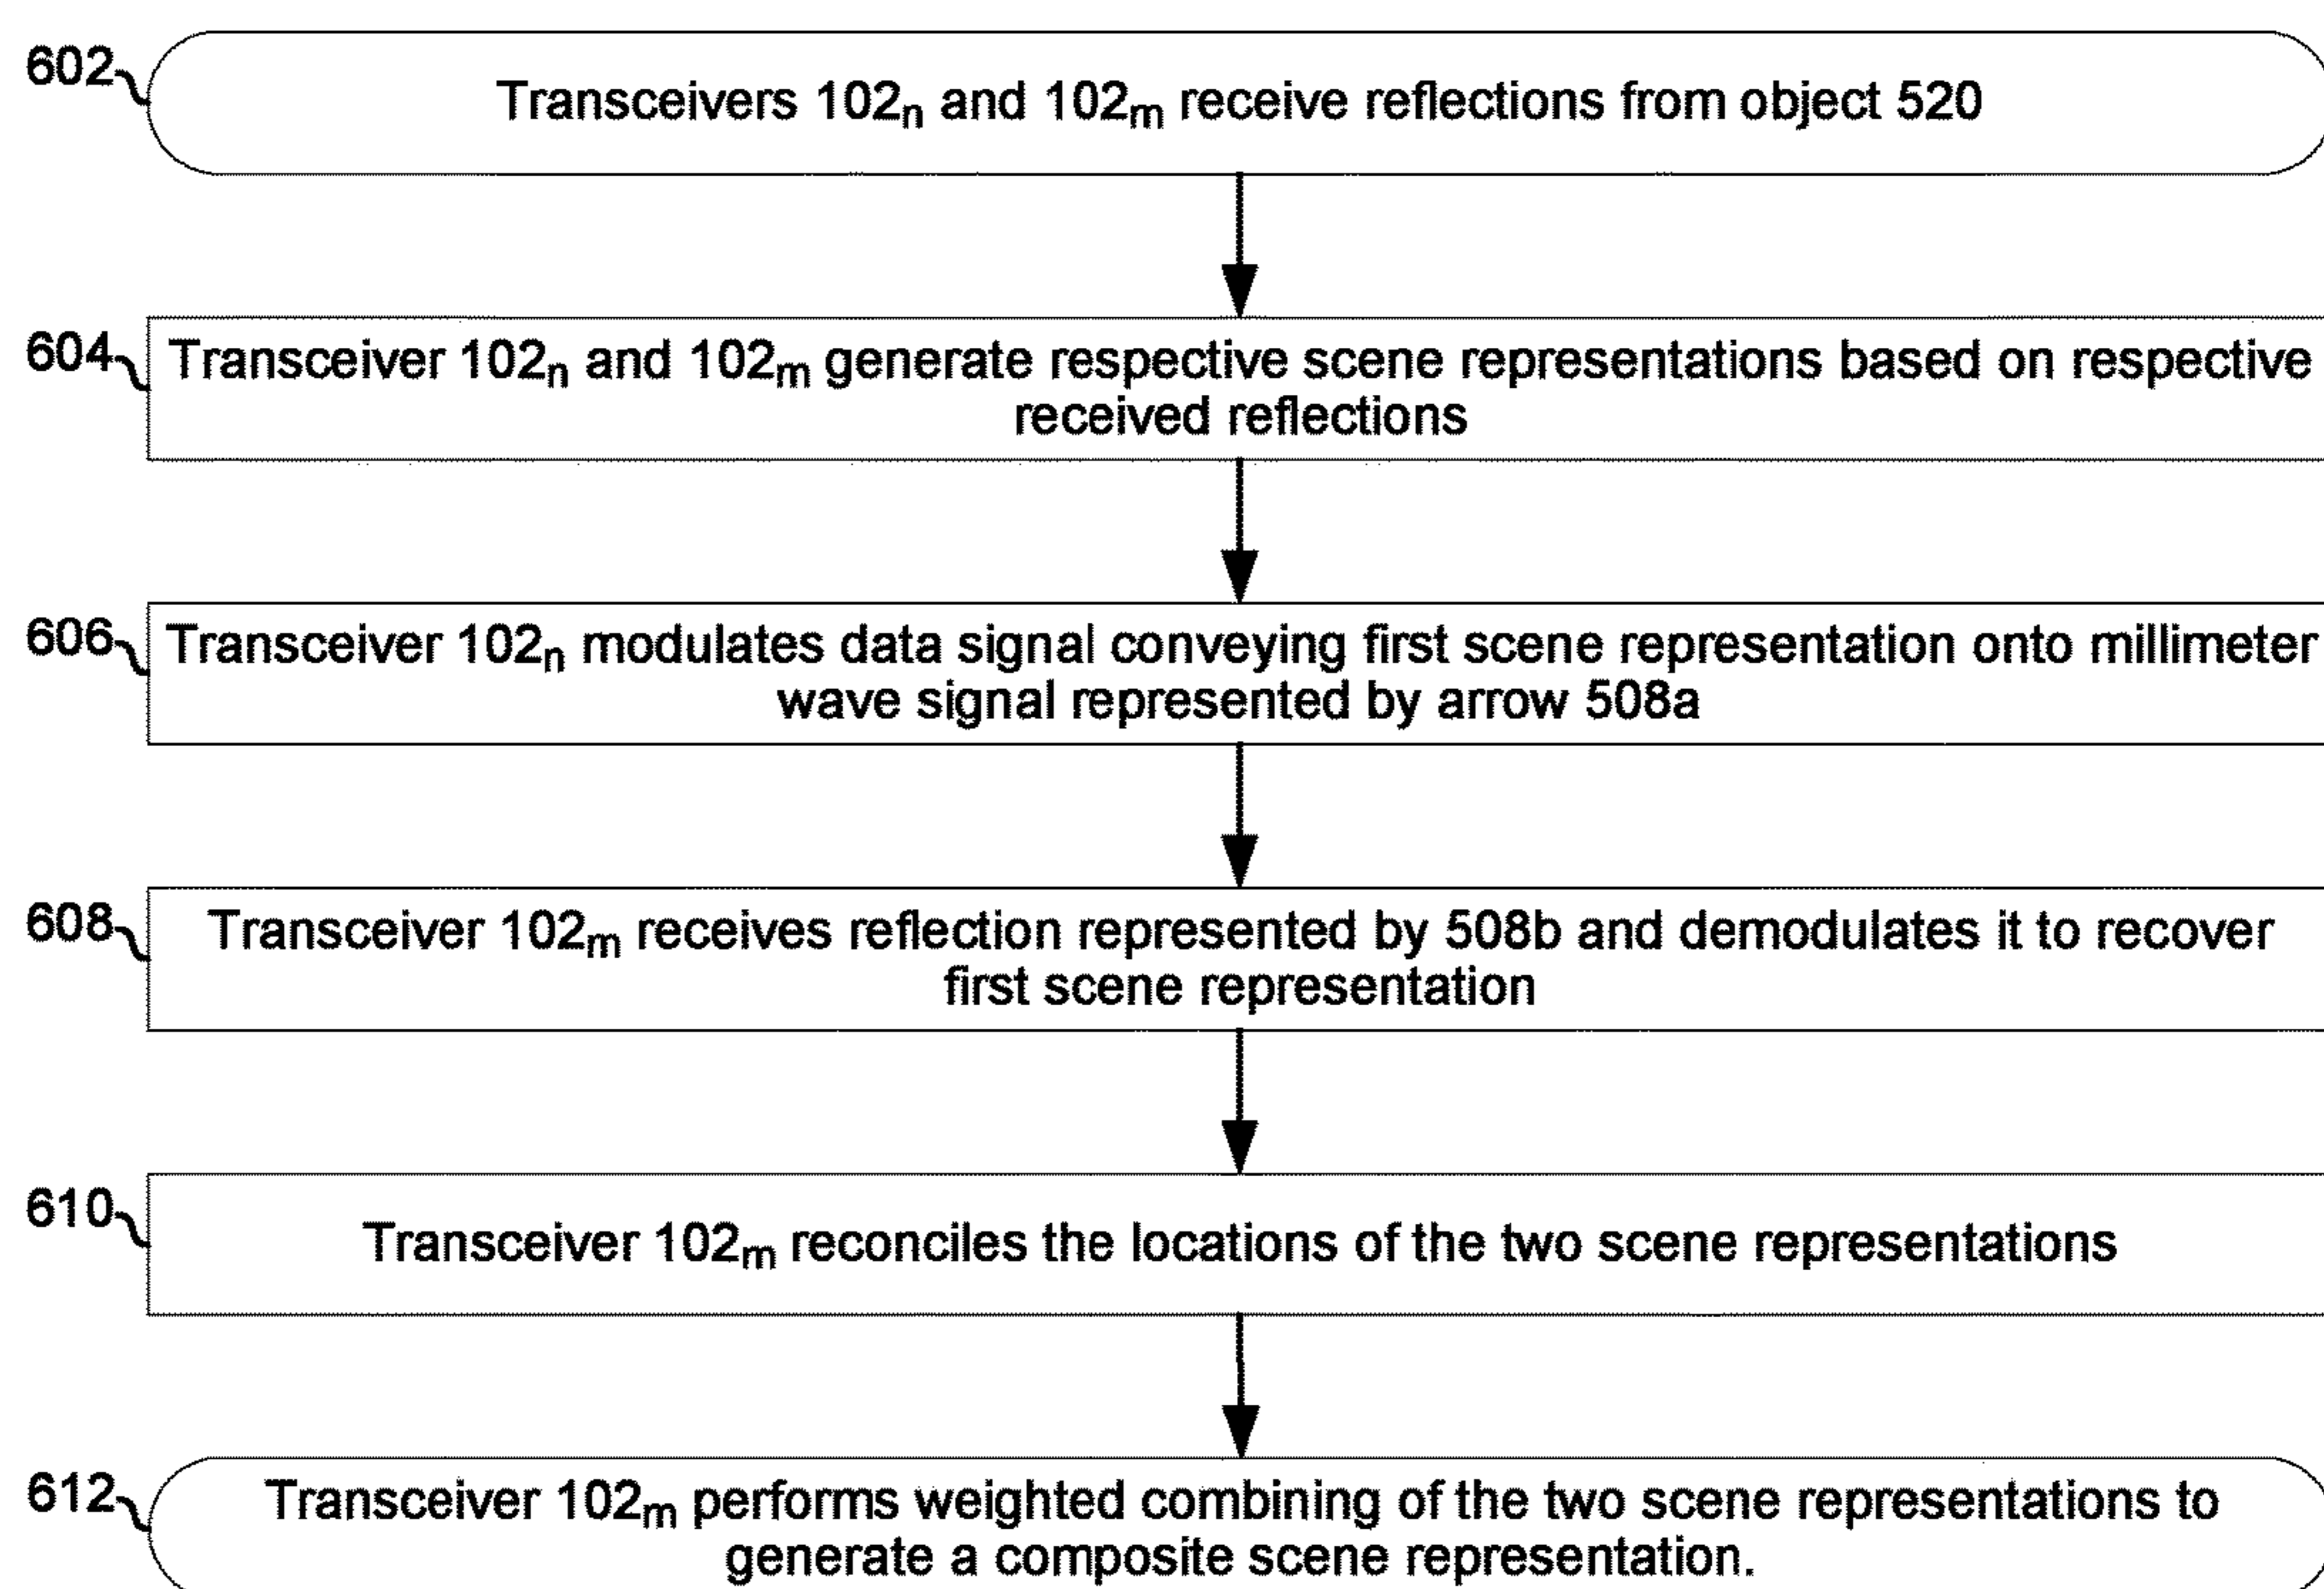 602
Transceivers 102n and 102m receive reflections from object 520
604
Transceiver 102n and 102m generate respective scene representations based on respective
received reflections
606
Transceiver 102n modulates data signal conveying first scene representation onto millimeter
wave signal represented by arrow 508a
608
Transceiver 102m receives reflection represented by 508b and demodulates it to recover
first scene representation
610
Transceiver 102m reconciles the locations of the two scene representations
612
Transceiver 102m performs weighted combining of the two scene representations to
generate a composite scene representation.